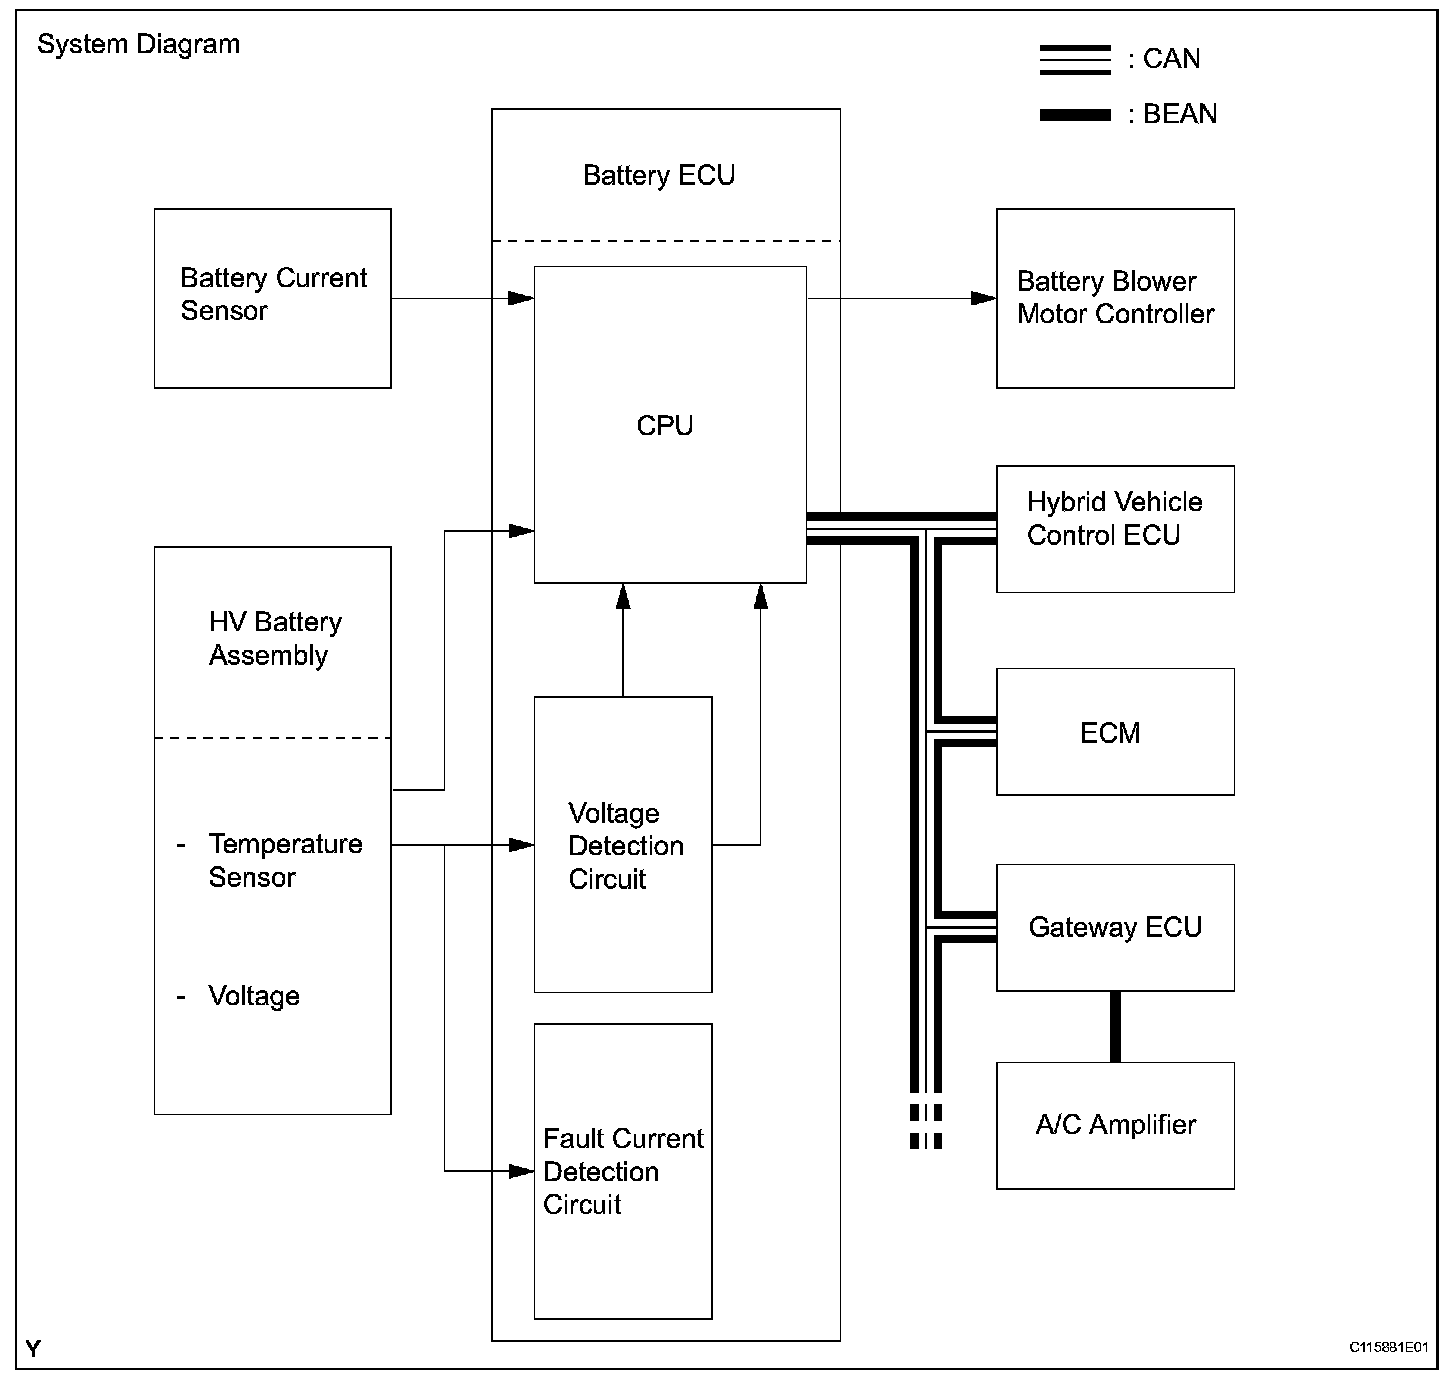 System Diagram
: CAN
: BEAN
Battery ECU
Battery Current
Sensor
CPU
Battery Blower
Motor Controller
Hybrid Vehicle
Control ECU
HV Battery
Assembly
- Temperature
Sensor
- Voltage
Voltage
Detection
Circuit
Fault Current
Detection
Circuit
ECM
Gateway ECU
A/C Amplifier
Y
C115881E01